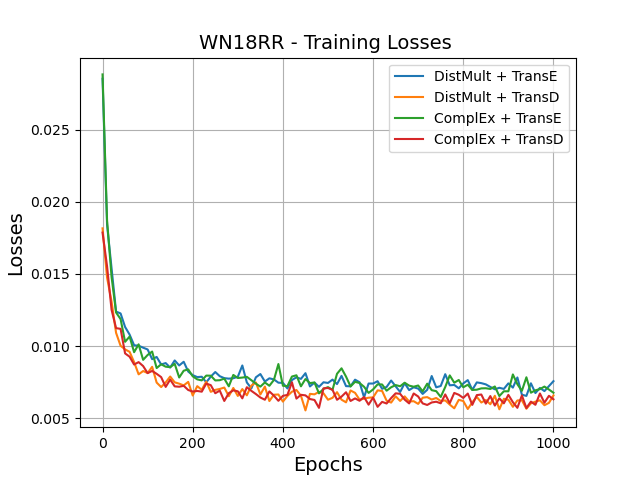 WN18RR - Training Losses
DistMult + TransE
DistMult + TransD
ComplEx + TransE
ComplEx + TransD
Losses
0.025
0.020
0.015
0.010
0.005
0 200 400 600 800 1000
Epochs